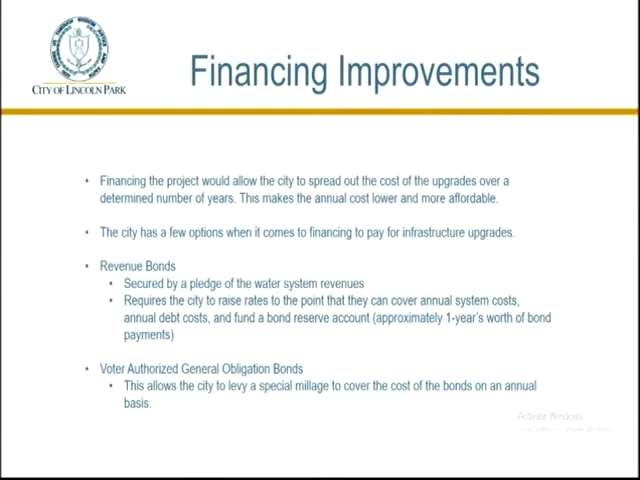 CITY OF LINCOLN PARK
Financing Improvements
• Financing the project would allow the city to spread out the cost of the upgrades over a
determined number of years. This makes the annual cost lower and more affordable.
• The city has a few options when it comes to financing to pay for infrastructure upgrades.
• Revenue Bonds
• Secured by a pledge of the water system revenues
• Requires the city to raise rates to the point that they can cover annual system costs,
annual debt costs, and fund a bond reserve account (approximately 1-year's worth of bond
payments)
• Voter Authorized General Obligation Bonds
• This allows the city to levy a special millage to cover the cost of the bonds on an annual
basis.
Activate Windows